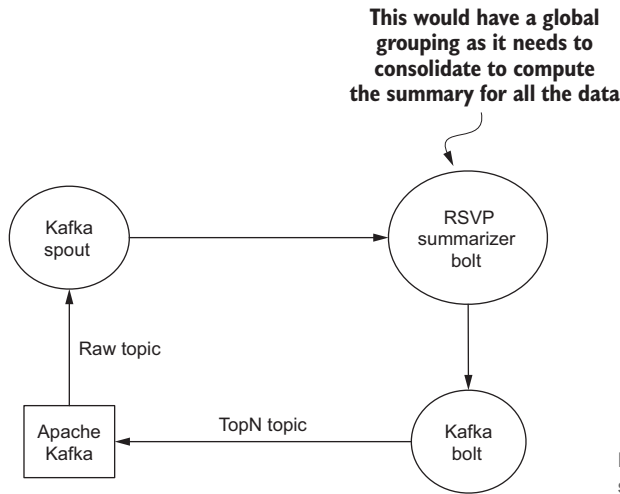 This would have a global
grouping as it needs to
consolidate to compute
the summary for all the data
Kafka
spout
RSVP
summarizer
bolt
Raw topic
Apache
Kafka
TopN topic
Kafka
bolt